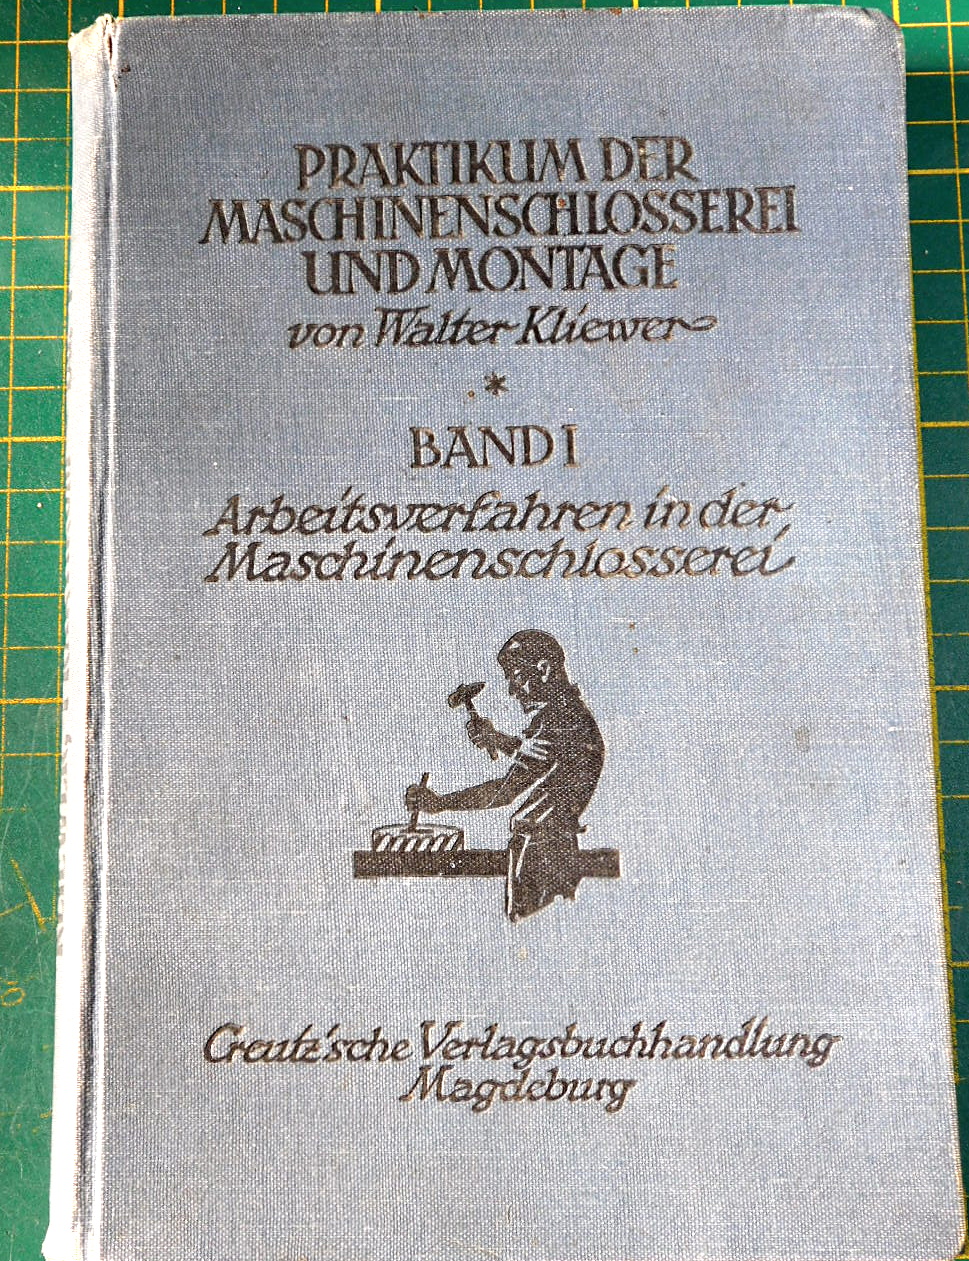 PRAKTIKUM DER
MASCHINENSCHLOSSEREI
UND MONTAGE
von Walter Kliewer
*
BAND I
Arbeitsverfahren in der
Maschinenschlosserei
Creutz'sche Verlagsbuchhandlung
Magdeburg